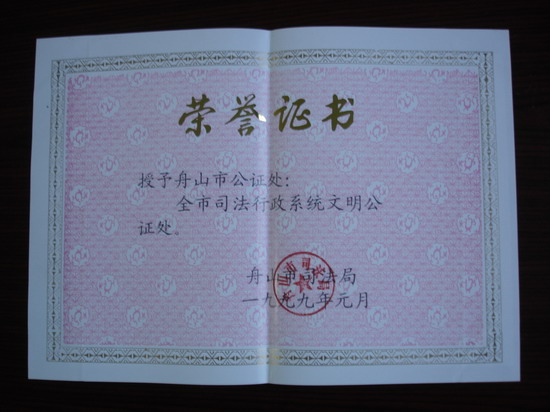 荣誉证书
授予舟山市公证处:
全市司法行政系统文明公
证处。
舟山市司法局
一九九九年元月